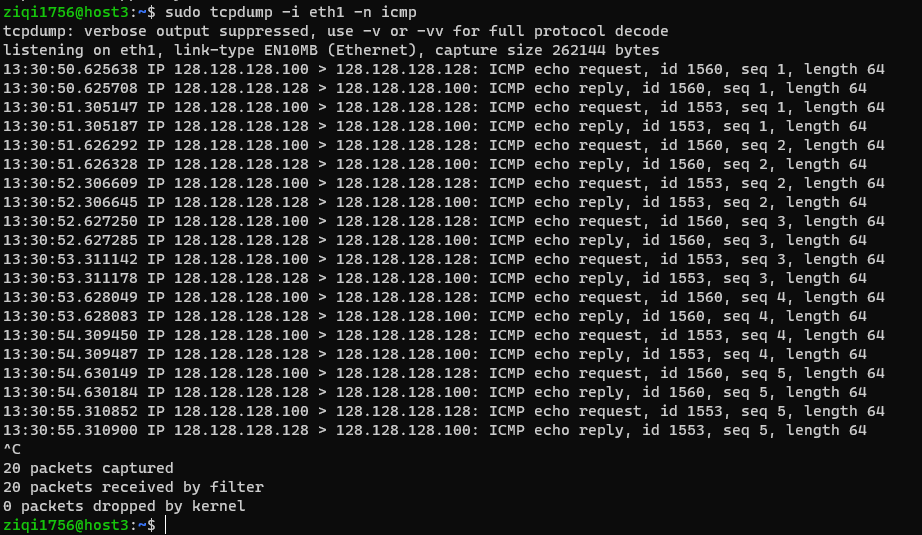 ziqi1756@host3:~$ sudo tcpdump -i eth1 -n icmp
tcpdump: verbose output suppressed, use -v or -vv for full protocol decode
listening on eth1, link-type EN10MB (Ethernet), capture size 262144 bytes
13:30:50.625638 IP 128.128.128.100 > 128.128.128.128: ICMP echo request, id 1560, seq 1, length 64
13:30:50.625708 IP 128.128.128.128 > 128.128.128.100: ICMP echo reply, id 1560, seq 1, length 64
13:30:51.305147 IP 128.128.128.100 > 128.128.128.128: ICMP echo request, id 1553, seq 1, length 64
13:30:51.305187 IP 128.128.128.128 > 128.128.128.100: ICMP echo reply, id 1553, seq 1, length 64
13:30:51.626292 IP 128.128.128.100 > 128.128.128.128: ICMP echo request, id 1560, seq 2, length 64
13:30:51.626328 IP 128.128.128.128 > 128.128.128.100: ICMP echo reply, id 1560, seq 2, length 64
13:30:52.306609 IP 128.128.128.100 > 128.128.128.128: ICMP echo request, id 1553, seq 2, length 64
13:30:52.306645 IP 128.128.128.128 > 128.128.128.100: ICMP echo reply, id 1553, seq 2, length 64
13:30:52.627250 IP 128.128.128.100 > 128.128.128.128: ICMP echo request, id 1560, seq 3, length 64
13:30:52.627285 IP 128.128.128.128 > 128.128.128.100: ICMP echo reply, id 1560, seq 3, length 64
13:30:53.311142 IP 128.128.128.100 > 128.128.128.128: ICMP echo request, id 1553, seq 3, length 64
13:30:53.311178 IP 128.128.128.128 > 128.128.128.100: ICMP echo reply, id 1553, seq 3, length 64
13:30:53.628049 IP 128.128.128.100 > 128.128.128.128: ICMP echo request, id 1560, seq 4, length 64
13:30:53.628083 IP 128.128.128.128 > 128.128.128.100: ICMP echo reply, id 1560, seq 4, length 64
13:30:54.309450 IP 128.128.128.100 > 128.128.128.128: ICMP echo request, id 1553, seq 4, length 64
13:30:54.309487 IP 128.128.128.128 > 128.128.128.100: ICMP echo reply, id 1553, seq 4, length 64
13:30:54.630149 IP 128.128.128.100 > 128.128.128.128: ICMP echo request, id 1560, seq 5, length 64
13:30:54.630184 IP 128.128.128.128 > 128.128.128.100: ICMP echo reply, id 1560, seq 5, length 64
13:30:55.310852 IP 128.128.128.100 > 128.128.128.128: ICMP echo request, id 1553, seq 5, length 64
13:30:55.310900 IP 128.128.128.128 > 128.128.128.100: ICMP echo reply, id 1553, seq 5, length 64
^C
20 packets captured
20 packets received by filter
0 packets dropped by kernel
ziqi1756@host3:~$